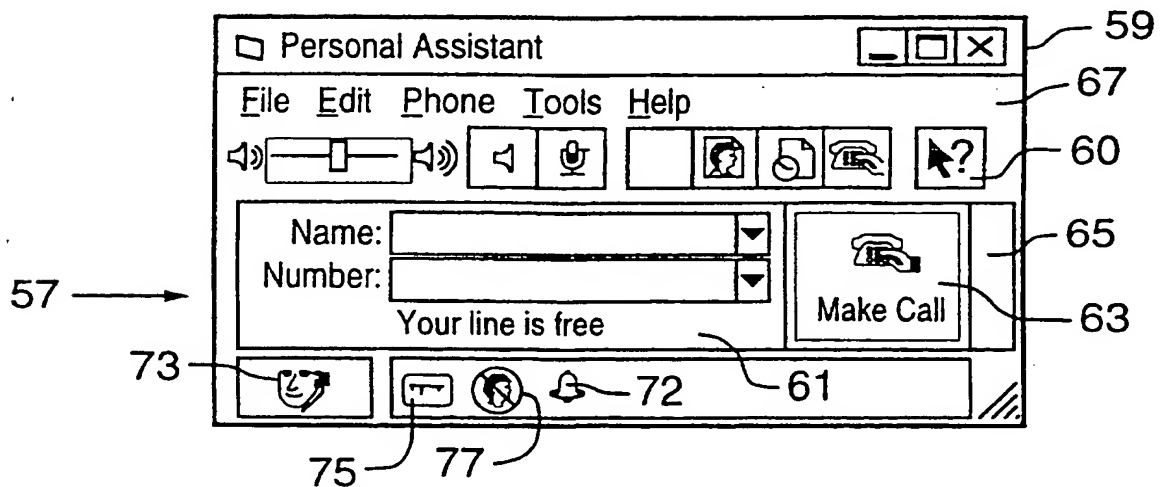 Personal Assistant
59
File Edit Phone Tools Help
67
?
60
Name:
65
Number:
57
Make Call
63
Your line is free
73
72
61
75
77